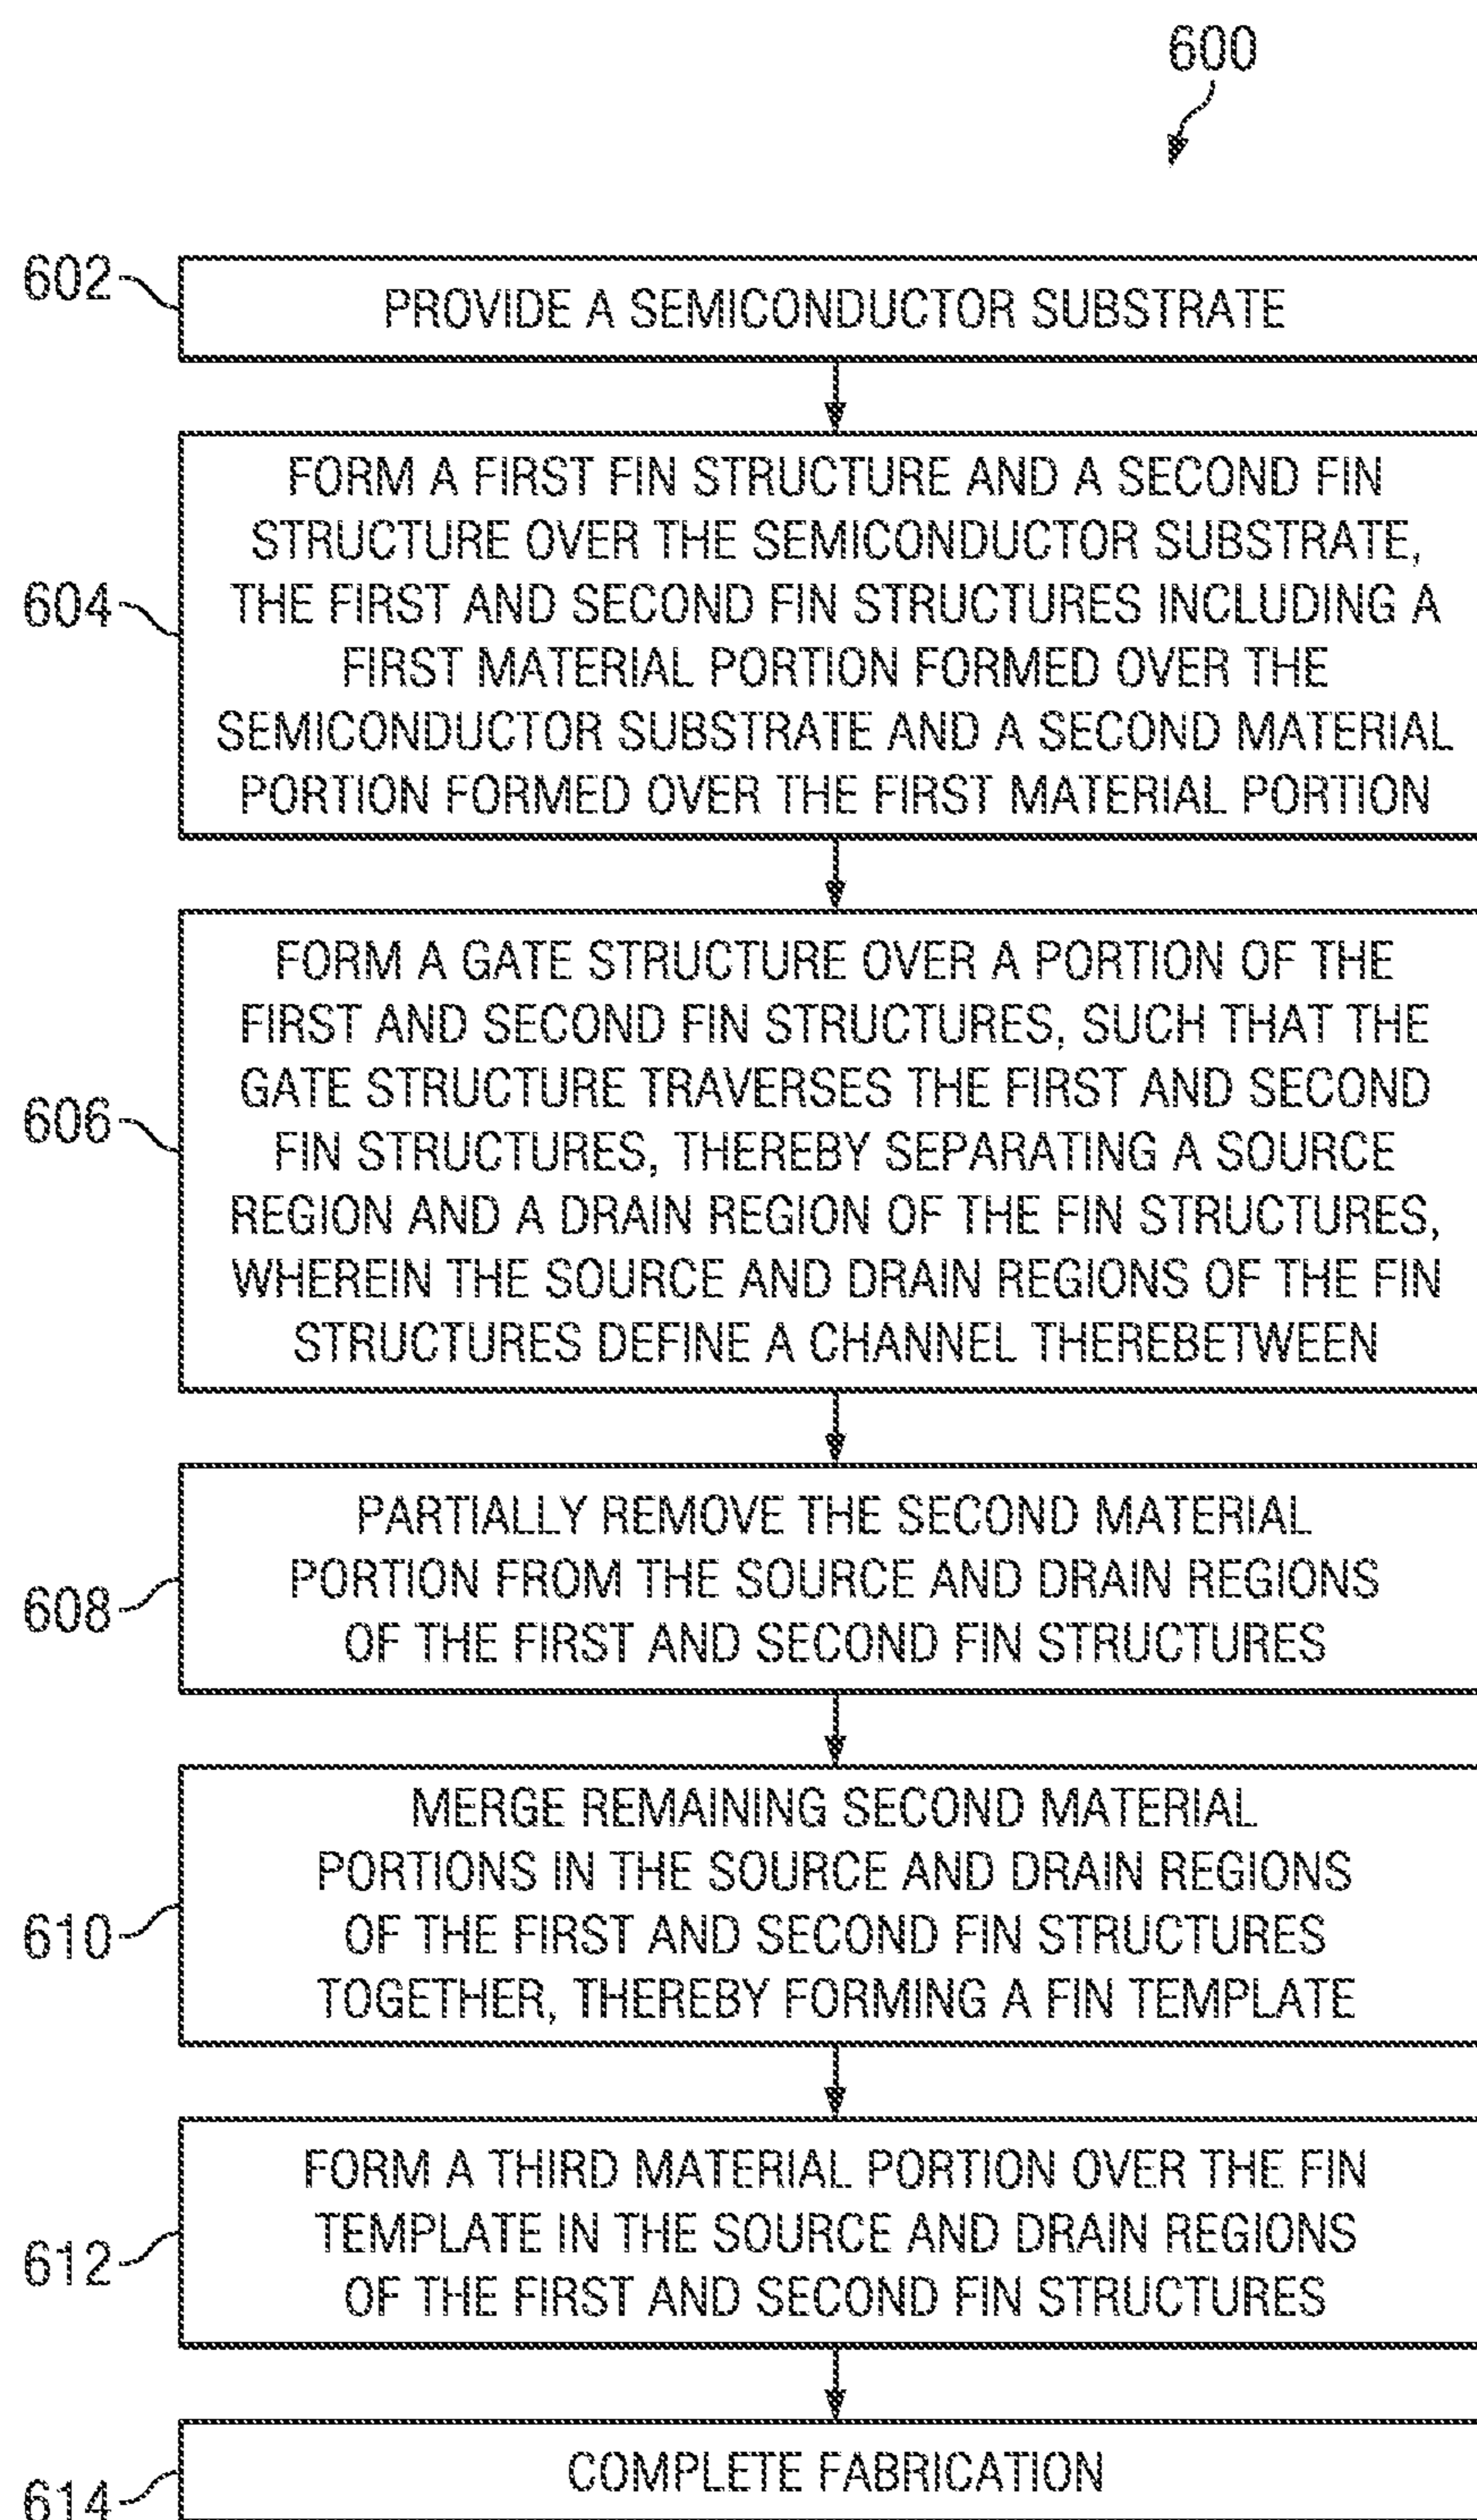 600
602
PROVIDE A SEMICONDUCTOR SUBSTRATE
604
FORM A FIRST FIN STRUCTURE AND A SECOND FIN
STRUCTURE OVER THE SEMICONDUCTOR SUBSTRATE,
THE FIRST AND SECOND FIN STRUCTURES INCLUDING A
FIRST MATERIAL PORTION FORMED OVER THE
SEMICONDUCTOR SUBSTRATE AND A SECOND MATERIAL
PORTION FORMED OVER THE FIRST MATERIAL PORTION
606
FORM A GATE STRUCTURE OVER A PORTION OF THE
FIRST AND SECOND FIN STRUCTURES, SUCH THAT THE
GATE STRUCTURE TRAVERSES THE FIRST AND SECOND
FIN STRUCTURES, THEREBY SEPARATING A SOURCE
REGION AND A DRAIN REGION OF THE FIN STRUCTURES,
WHEREIN THE SOURCE AND DRAIN REGIONS OF THE FIN
STRUCTURES DEFINE A CHANNEL THEREBETWEEN
608
PARTIALLY REMOVE THE SECOND MATERIAL
PORTION FROM THE SOURCE AND DRAIN REGIONS
OF THE FIRST AND SECOND FIN STRUCTURES
610
MERGE REMAINING SECOND MATERIAL
PORTIONS IN THE SOURCE AND DRAIN REGIONS
OF THE FIRST AND SECOND FIN STRUCTURES
TOGETHER, THEREBY FORMING A FIN TEMPLATE
612
FORM A THIRD MATERIAL PORTION OVER THE FIN
TEMPLATE IN THE SOURCE AND DRAIN REGIONS
OF THE FIRST AND SECOND FIN STRUCTURES
614
COMPLETE FABRICATION